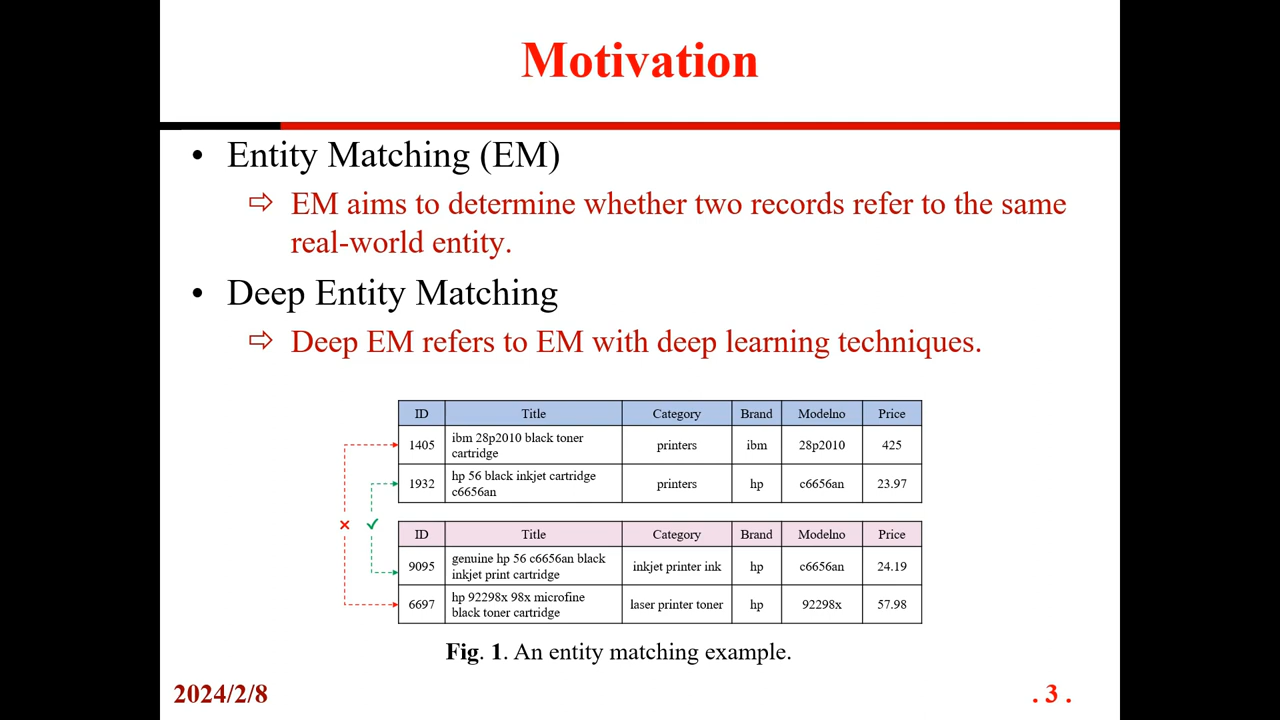 Motivation
• Entity Matching (EM)
⇨ EM aims to determine whether two records refer to the same
real-world entity.
• Deep Entity Matching
⇨ Deep EM refers to EM with deep learning techniques.
ID Title Category Brand Modelno Price
1405 ibm 28p2010 black toner cartridge printers ibm 28p2010 425
1932 hp 56 black inkjet cartridge c6656an printers hp c6656an 23.97
× ✓
ID Title Category Brand Modelno Price
9095 genuine hp 56 c6656an black inkjet print cartridge inkjet printer ink hp c6656an 24.19
6697 hp 92298x 98x microfine black toner cartridge laser printer toner hp 92298x 57.98
Fig. 1. An entity matching example.
2024/2/8
. 3 .